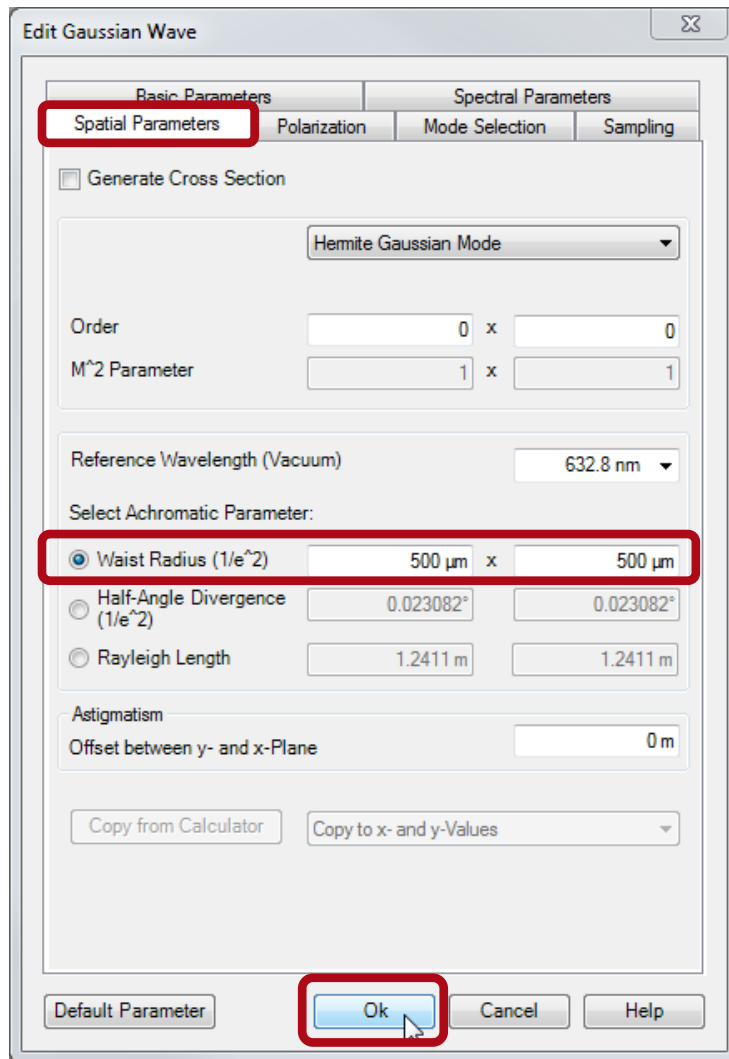 Edit Gaussian Wave
Basic Parameters Spectral Parameters
Spatial Parameters Polarization Mode Selection Sampling
Generate Cross Section
Hermite Gaussian Mode
Order 0 x 0
M^2 Parameter 1 x 1
Reference Wavelength (Vacuum) 632.8 nm
Select Achromatic Parameter:
Waist Radius (1/e^2) 500 µm x 500 µm
Half-Angle Divergence
(1/e^2) 0.023082° 0.023082°
Rayleigh Length 1.2411 m 1.2411 m
Astigmatism
Offset between y- and x-Plane 0 m
Copy from Calculator Copy to x- and y-Values
Default Parameter Ok Cancel Help